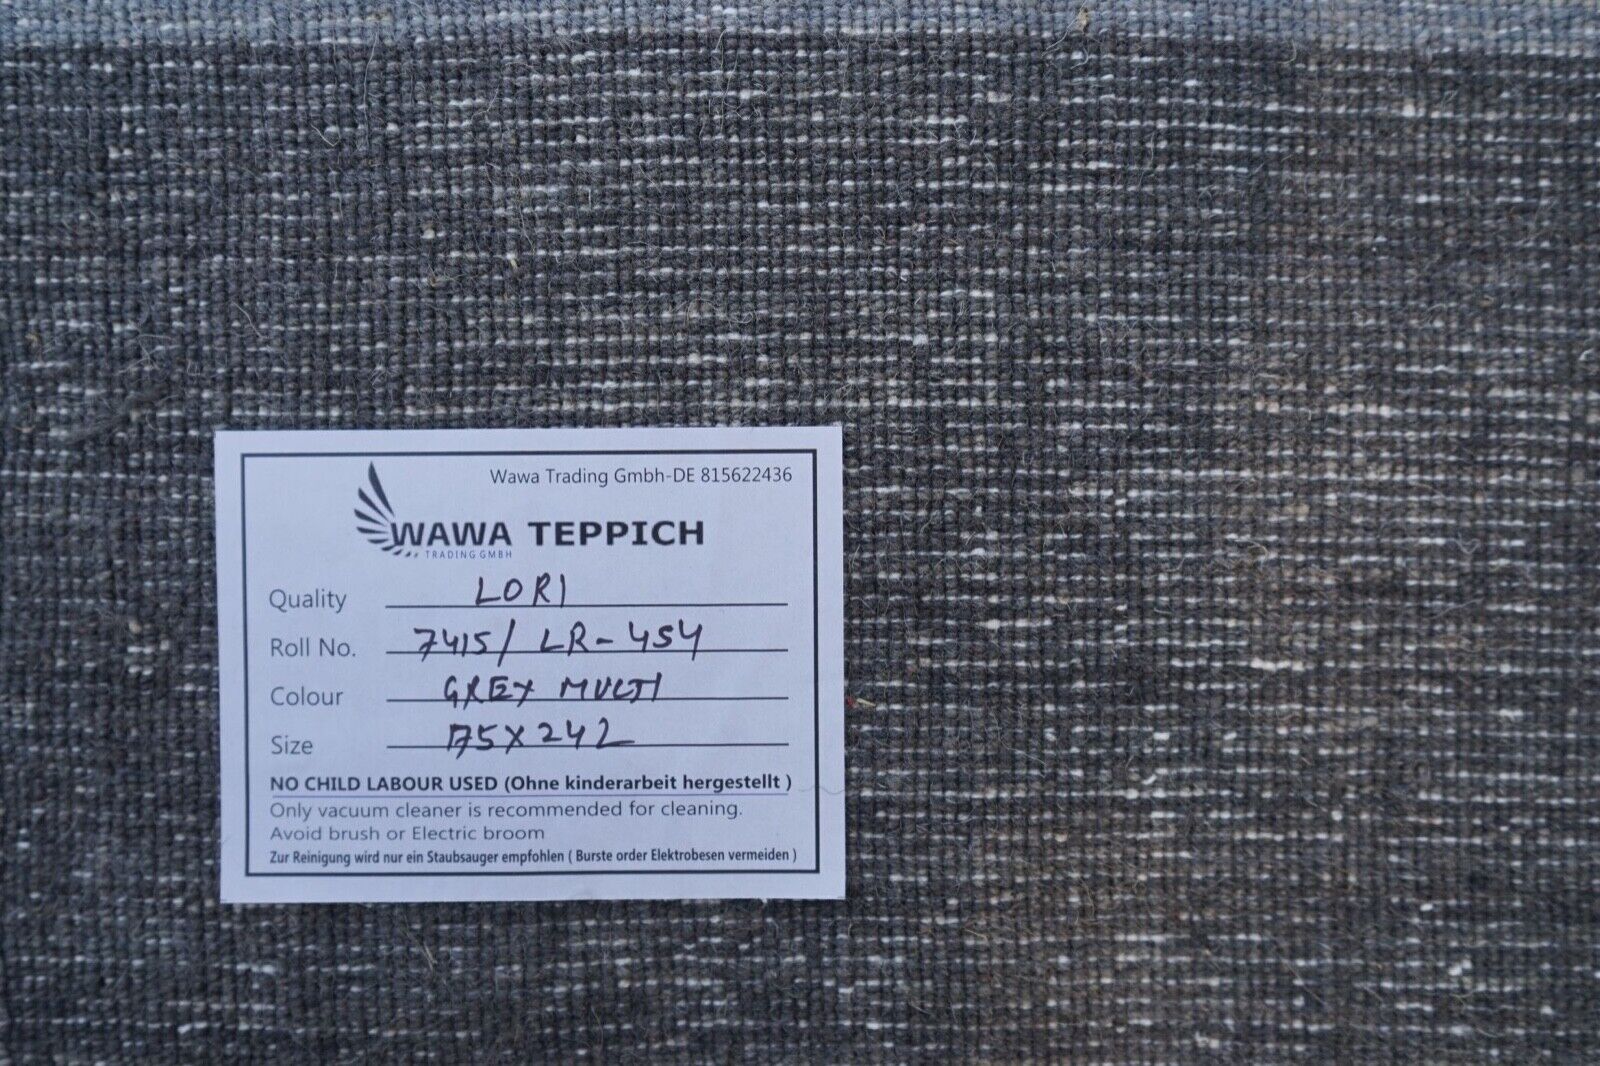 Wawa Trading Gmbh-DE 815622436
WAWA TEPPICH
TRADING GMBH
Quality LORI
Roll No. 7415/ LR-454
Colour GREY MULTI
Size 175X242
NO CHILD LABOUR USED (Ohne kinderarbeit hergestellt )
Only vacuum cleaner is recommended for cleaning.
Avoid brush or Electric broom
Zur Reinigung wird nur ein Staubsauger empfohlen ( Burste order Elektrobesen vermeiden )